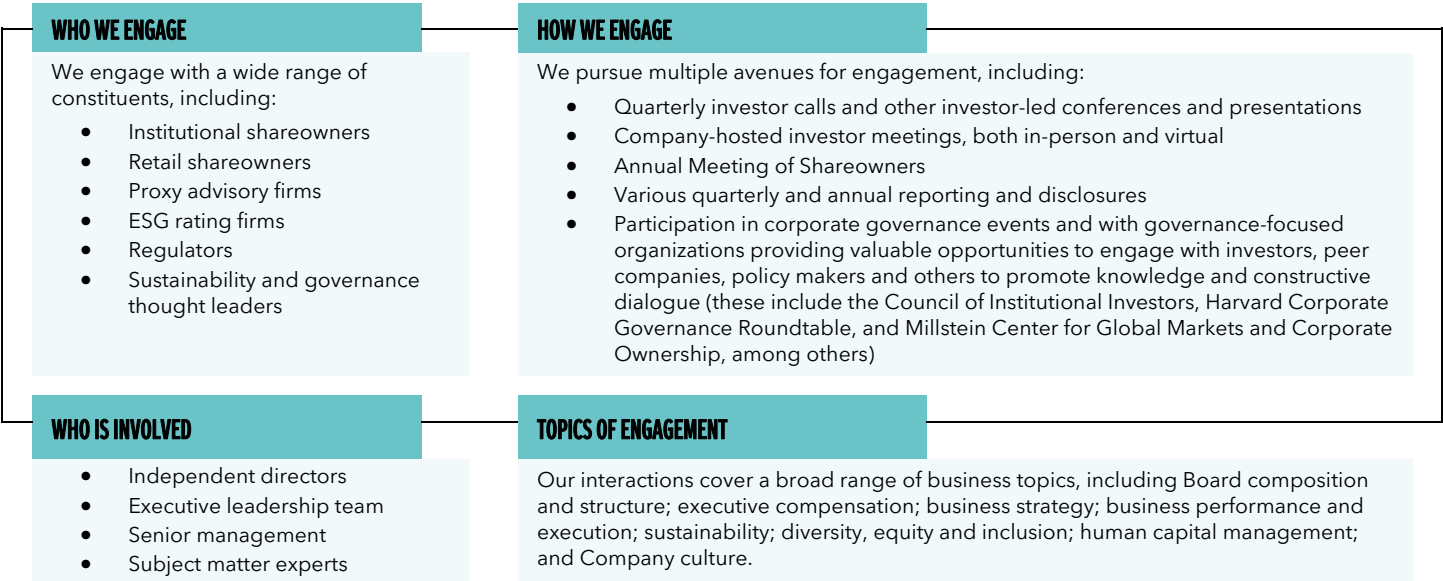 WHO WE ENGAGE
We engage with a wide range of
constituents, including:
• Institutional shareowners
• Retail shareowners
• Proxy advisory firms
• ESG rating firms
• Regulators
• Sustainability and governance
thought leaders
HOW WE ENGAGE
We pursue multiple avenues for engagement, including:
• Quarterly investor calls and other investor-led conferences and presentations
• Company-hosted investor meetings, both in-person and virtual
• Annual Meeting of Shareowners
• Various quarterly and annual reporting and disclosures
• Participation in corporate governance events and with governance-focused
organizations providing valuable opportunities to engage with investors, peer
companies, policy makers and others to promote knowledge and constructive
dialogue (these include the Council of Institutional Investors, Harvard Corporate
Governance Roundtable, and Millstein Center for Global Markets and Corporate
Ownership, among others)
WHO IS INVOLVED
• Independent directors
• Executive leadership team
• Senior management
• Subject matter experts
TOPICS OF ENGAGEMENT
Our interactions cover a broad range of business topics, including Board composition
and structure; executive compensation; business strategy; business performance and
execution; sustainability; diversity, equity and inclusion; human capital management;
and Company culture.